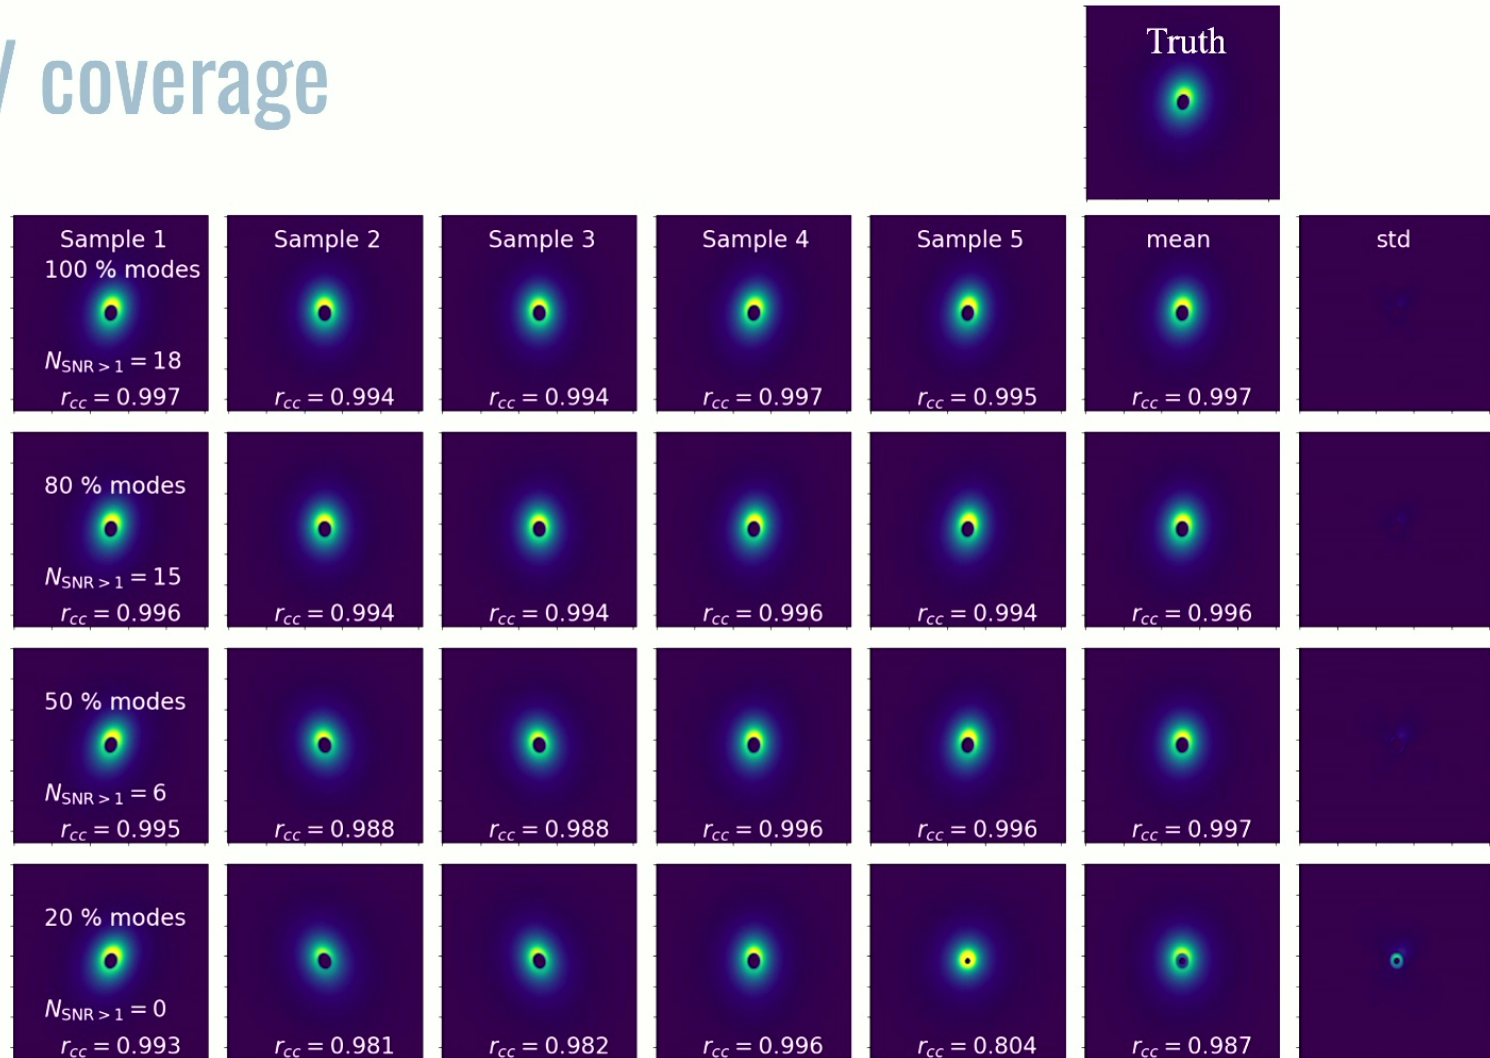 / coverage
Truth
Sample 1 Sample 2 Sample 3 Sample 4 Sample 5 mean std
100 % modes
N_SNR > 1 = 18
r_cc = 0.997 r_cc = 0.994 r_cc = 0.994 r_cc = 0.997 r_cc = 0.995 r_cc = 0.997
80 % modes
N_SNR > 1 = 15
r_cc = 0.996 r_cc = 0.994 r_cc = 0.994 r_cc = 0.996 r_cc = 0.994 r_cc = 0.996
50 % modes
N_SNR > 1 = 6
r_cc = 0.995 r_cc = 0.988 r_cc = 0.988 r_cc = 0.996 r_cc = 0.996 r_cc = 0.997
20 % modes
N_SNR > 1 = 0
r_cc = 0.993 r_cc = 0.981 r_cc = 0.982 r_cc = 0.996 r_cc = 0.804 r_cc = 0.987